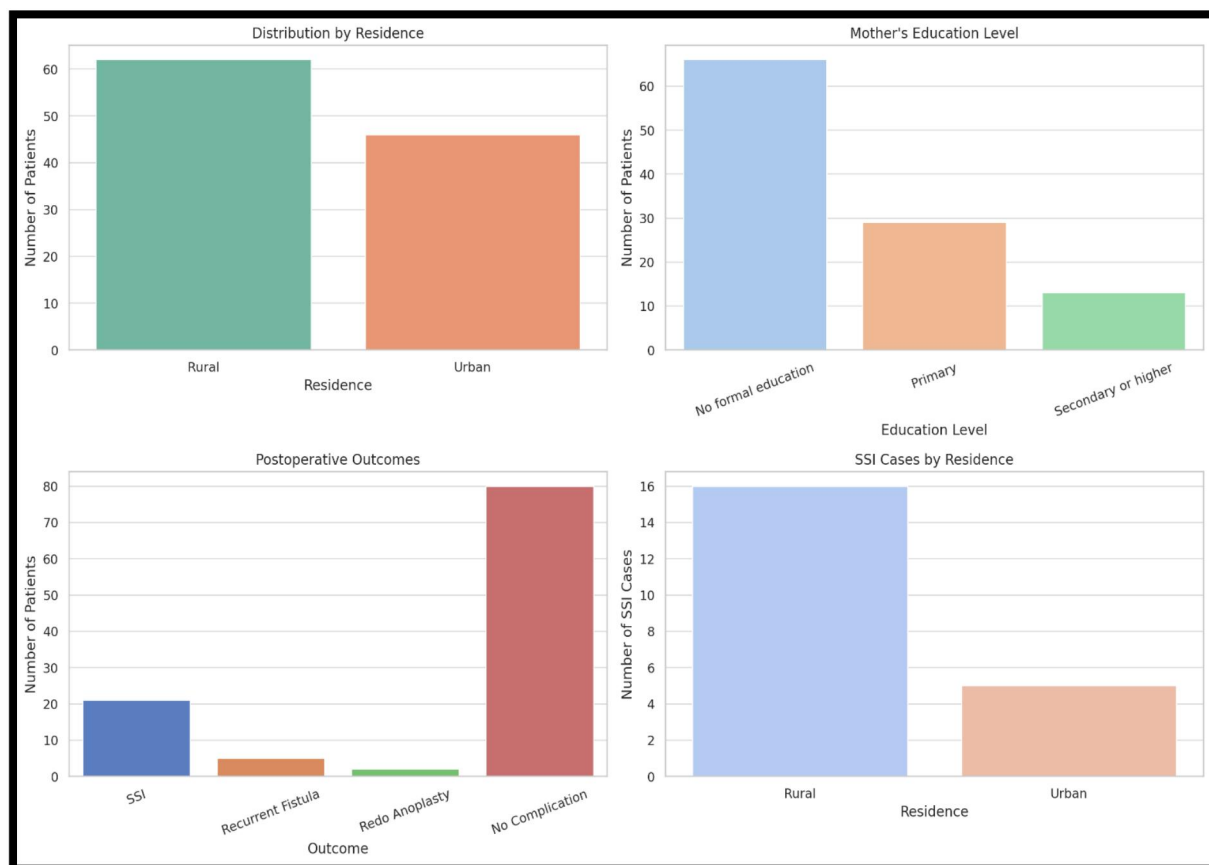 Distribution by Residence
Number of Patients
60
50
40
30
20
10
0
Rural
Urban
Residence
Mother's Education Level
Number of Patients
60
50
40
30
20
10
0
No formal education
Primary
Secondary or higher
Education Level
Postoperative Outcomes
Number of Patients
80
70
60
50
40
30
20
10
0
SSI
Recurrent Fistula
Redo Anoplasty
No Complication
Outcome
SSI Cases by Residence
Number of SSI Cases
16
14
12
10
8
6
4
2
0
Rural
Urban
Residence